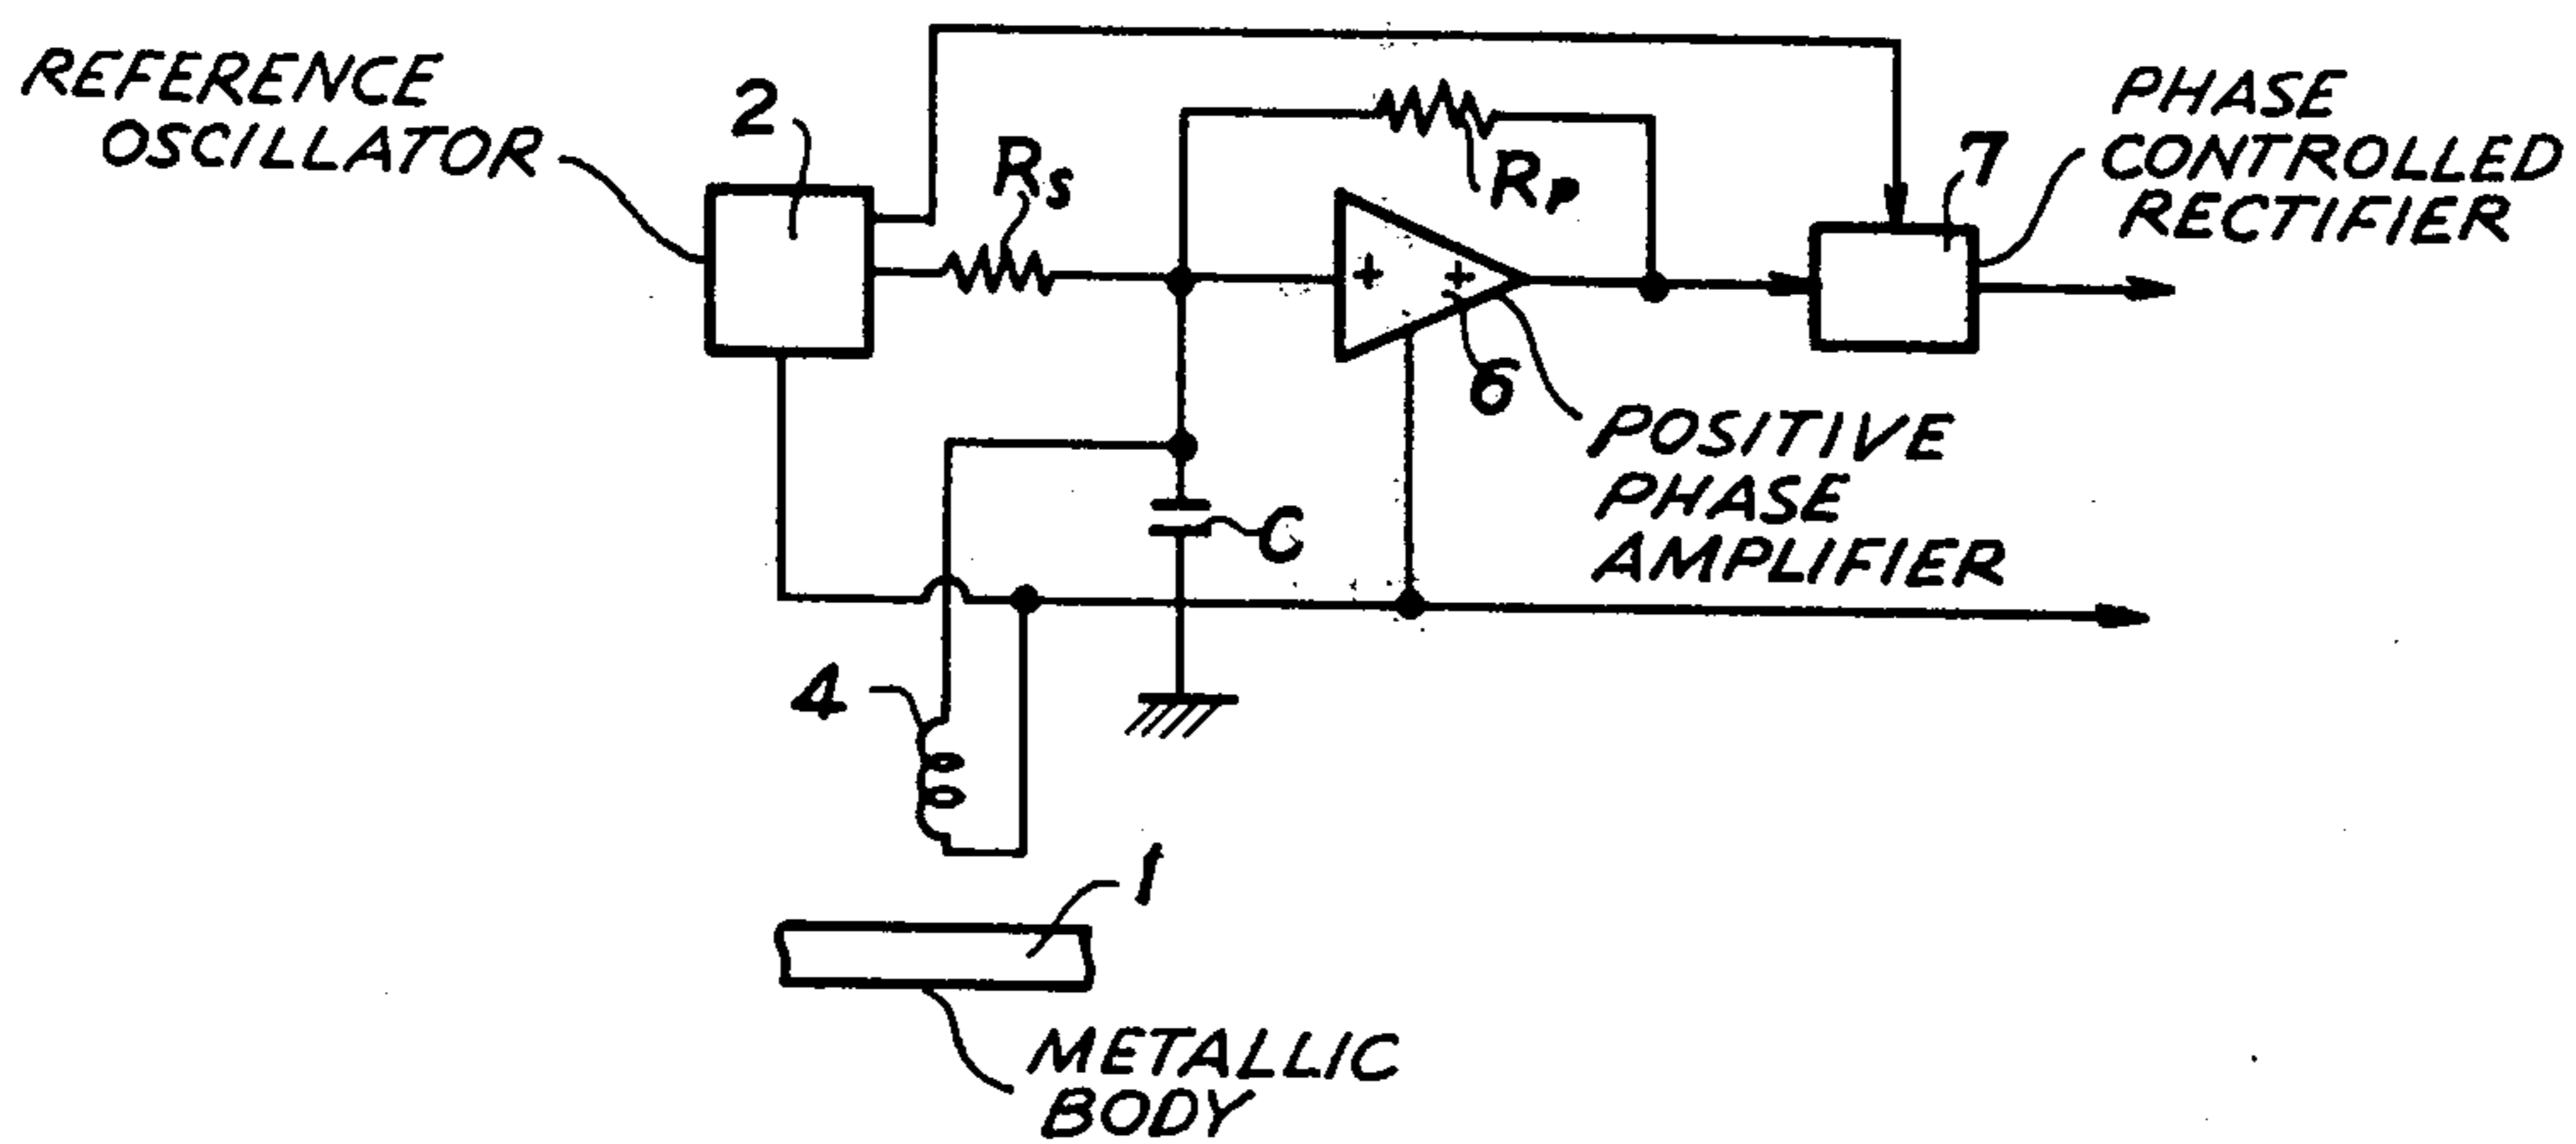 REFERENCE
OSCILLATOR
2
Rs
Rp
PHASE
CONTROLLED
RECTIFIER
7
+
+
6
POSITIVE
PHASE
AMPLIFIER
C
4
1
METALLIC
BODY